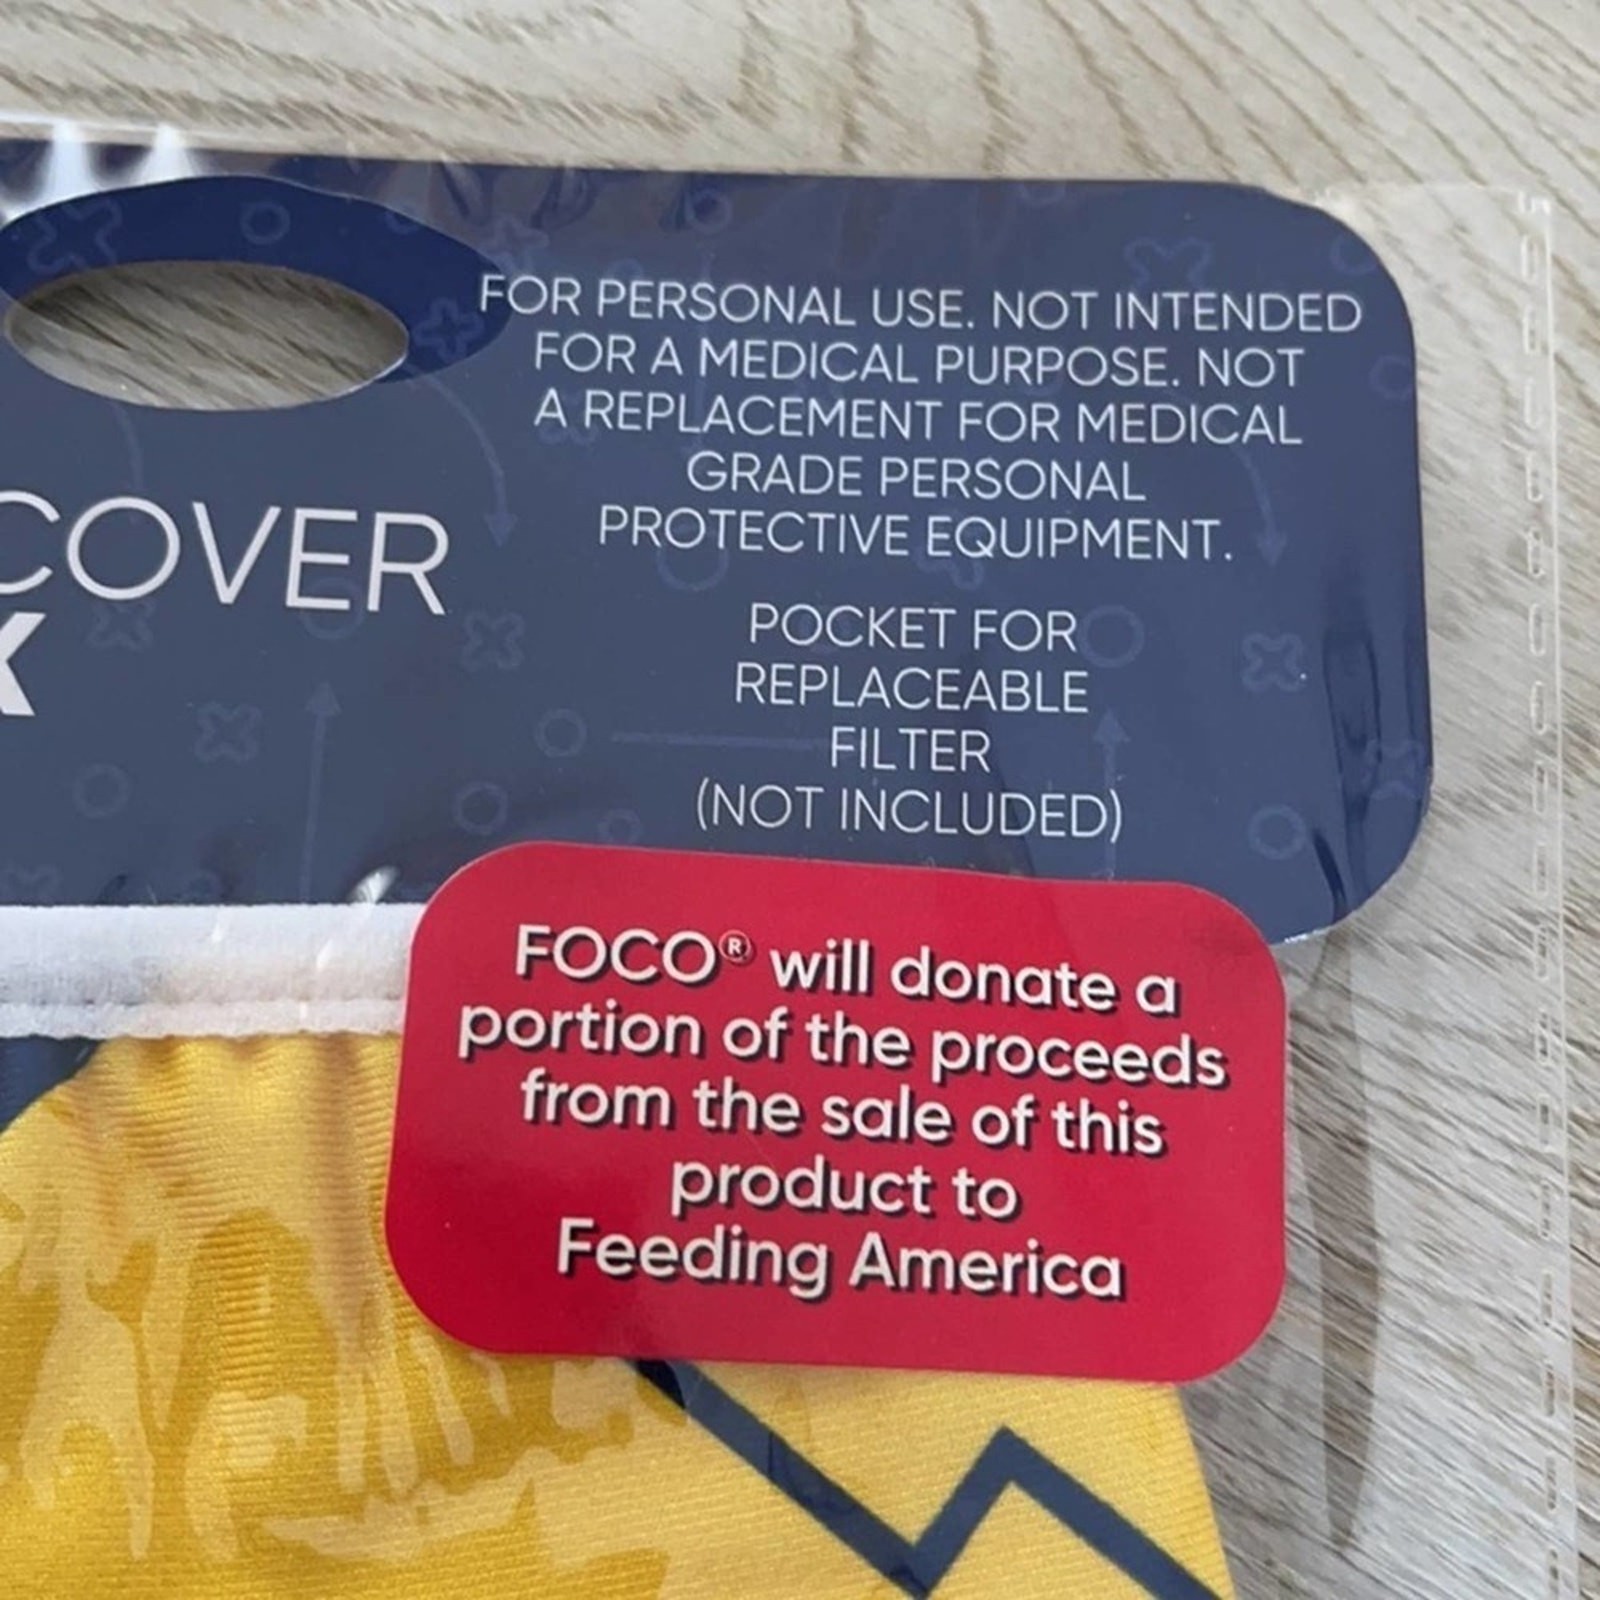 FOR PERSONAL USE. NOT INTENDED
FOR A MEDICAL PURPOSE. NOT
A REPLACEMENT FOR MEDICAL
GRADE PERSONAL
PROTECTIVE EQUIPMENT.
COVER
POCKET FOR
REPLACEABLE
FILTER
(NOT INCLUDED)
FOCO® will donate a
portion of the proceeds
from the sale of this
product to
Feeding America